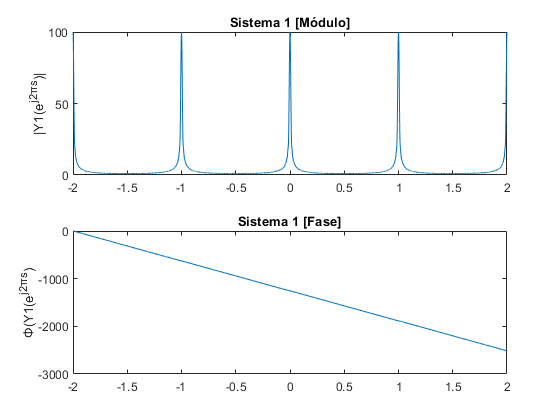 Sistema 1 [Módulo]
|Y1(e^j2πs)|
100
50
0
-2 -1.5 -1 -0.5 0 0.5 1 1.5 2
Sistema 1 [Fase]
Φ(Y1(e^j2πs)
0
-1000
-2000
-3000
-2 -1.5 -1 -0.5 0 0.5 1 1.5 2